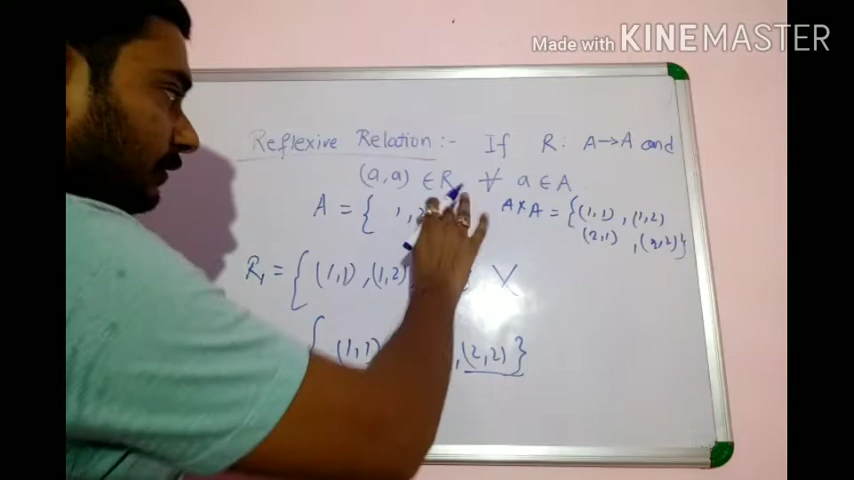 Made with KINEMASTER
Reflexive Relation :- If R: A→A and
(a,a) ∈ R ∀ a ∈ A
A = { 1, A×A = {(1,1) , (1,2)
(2,1) , (2,2)}
R₁ = { (1,1) , (1,2)
{ (1,1) , (2,2) }